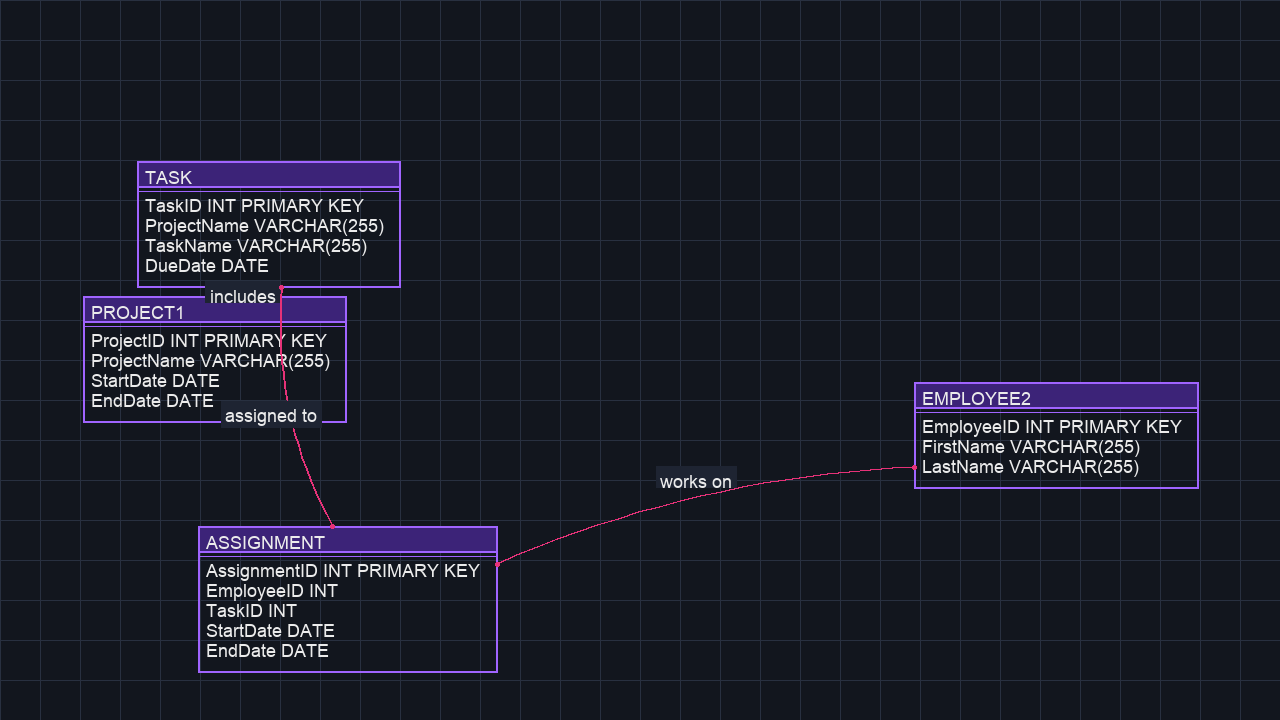 TASK
TaskID INT PRIMARY KEY
ProjectName VARCHAR(255)
TaskName VARCHAR(255)
DueDate DATE
includes
PROJECT1
ProjectID INT PRIMARY KEY
ProjectName VARCHAR(255)
StartDate DATE
EndDate DATE
assigned to
EMPLOYEE2
EmployeeID INT PRIMARY KEY
FirstName VARCHAR(255)
LastName VARCHAR(255)
works on
ASSIGNMENT
AssignmentID INT PRIMARY KEY
EmployeeID INT
TaskID INT
StartDate DATE
EndDate DATE